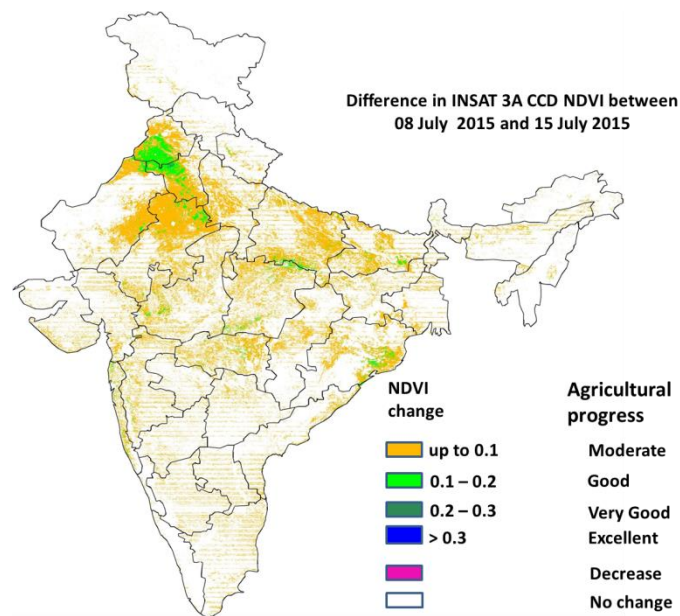 Difference in INSAT 3A CCD NDVI between
08 July 2015 and 15 July 2015
NDVI change
Agricultural progress
up to 0.1 Moderate
0.1 – 0.2 Good
0.2 – 0.3 Very Good
> 0.3 Excellent
Decrease
No change